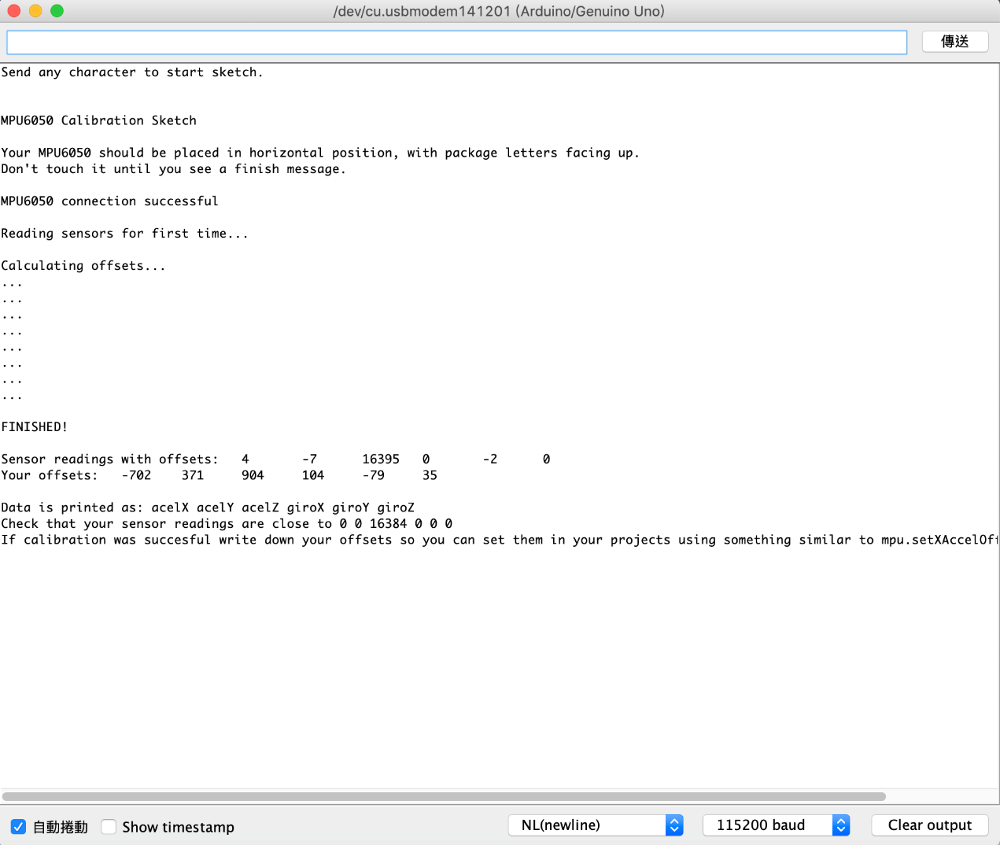 /dev/cu.usbmodem141201 (Arduino/Genuino Uno)
傳送
Send any character to start sketch.
MPU6050 Calibration Sketch
Your MPU6050 should be placed in horizontal position, with package letters facing up.
Don't touch it until you see a finish message.
MPU6050 connection successful
Reading sensors for first time...
Calculating offsets...
...
...
...
...
...
...
...
...
FINISHED!
Sensor readings with offsets: 4 -7 16395 0 -2 0
Your offsets: -702 371 904 104 -79 35
Data is printed as: acelX acelY acelZ giroX giroY giroZ
Check that your sensor readings are close to 0 0 16384 0 0 0
If calibration was succesful write down your offsets so you can set them in your projects using something similar to mpu.setXAccelOf
自動捲動 Show timestamp NL(newline) 115200 baud Clear output